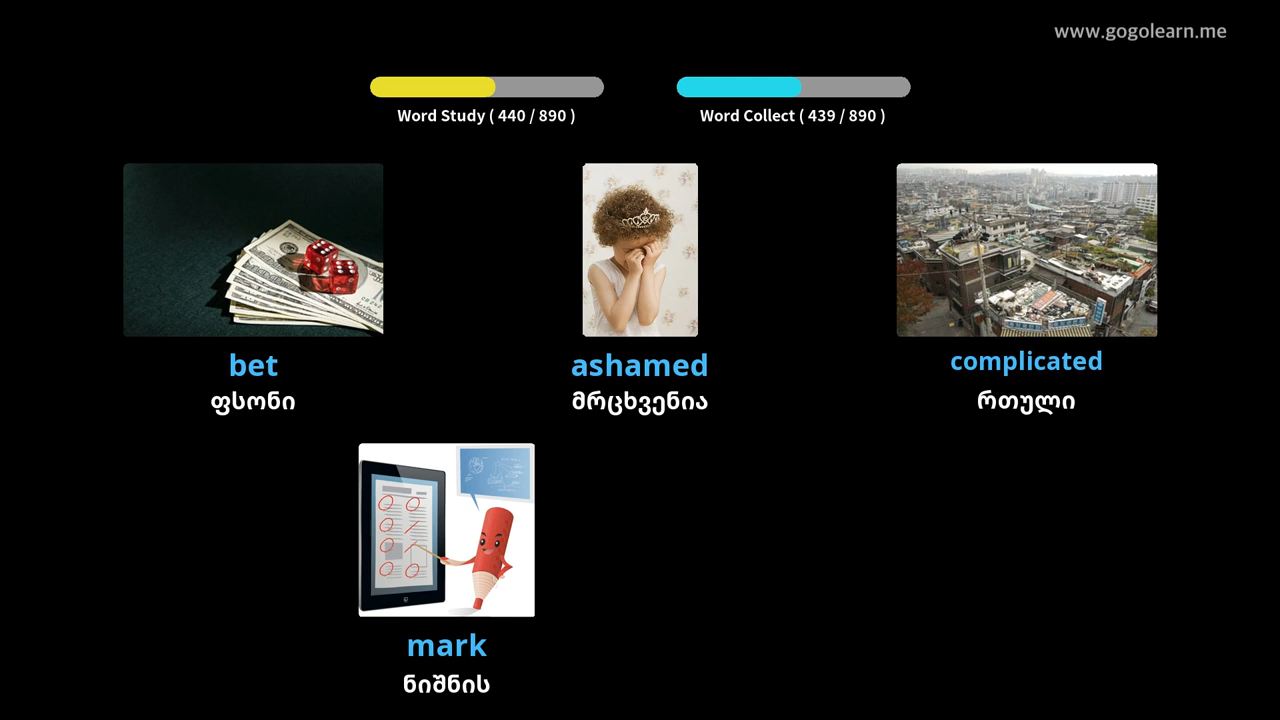 www.gogolearn.me
Word Study ( 440 / 890 )
Word Collect ( 439 / 890 )
bet
ფსონი
ashamed
მრცხვენია
complicated
რთული
mark
ნიშნის